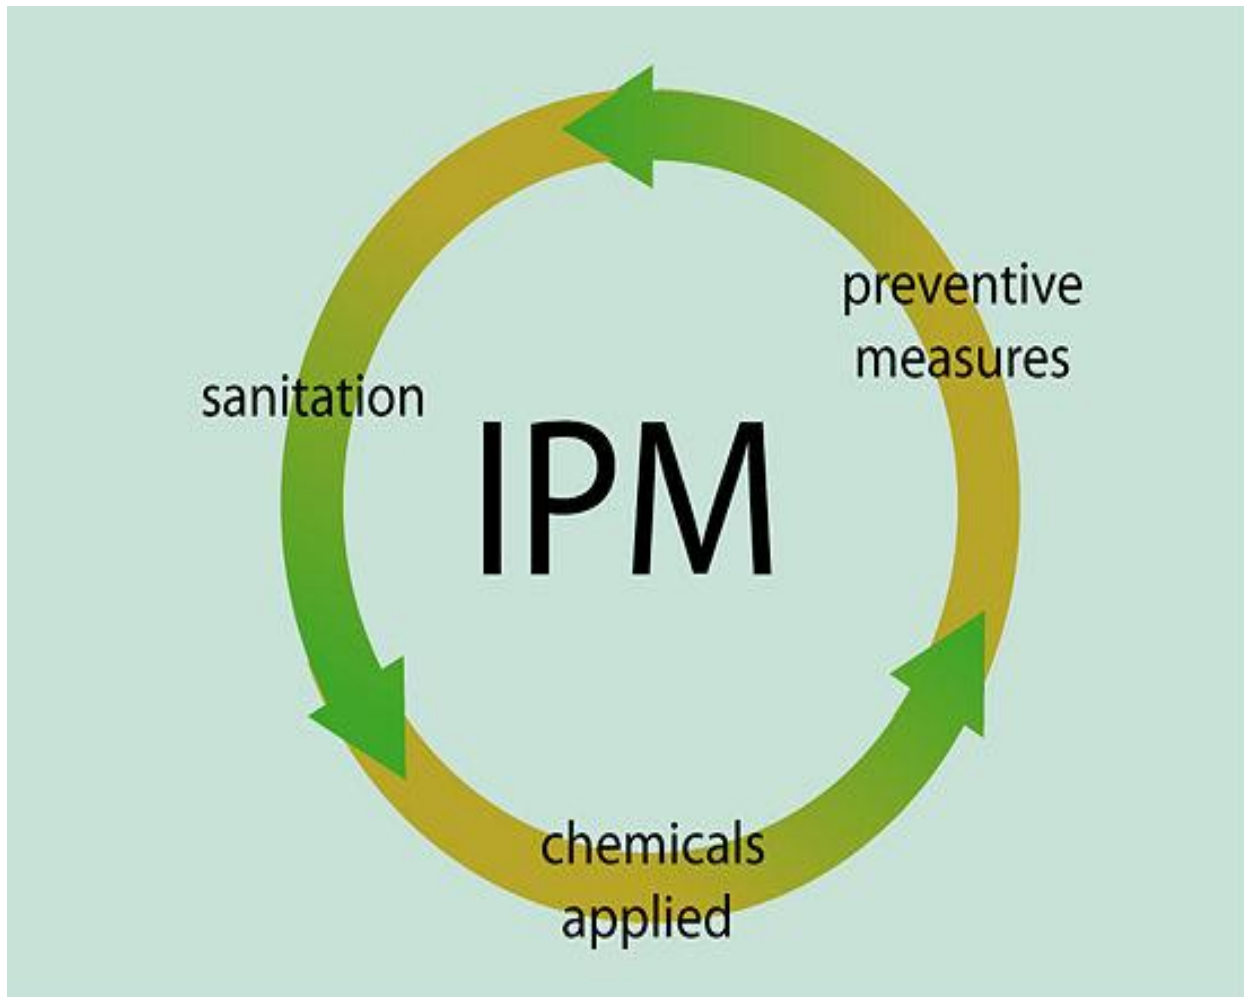 preventive
measures
sanitation
IPM
chemicals
applied